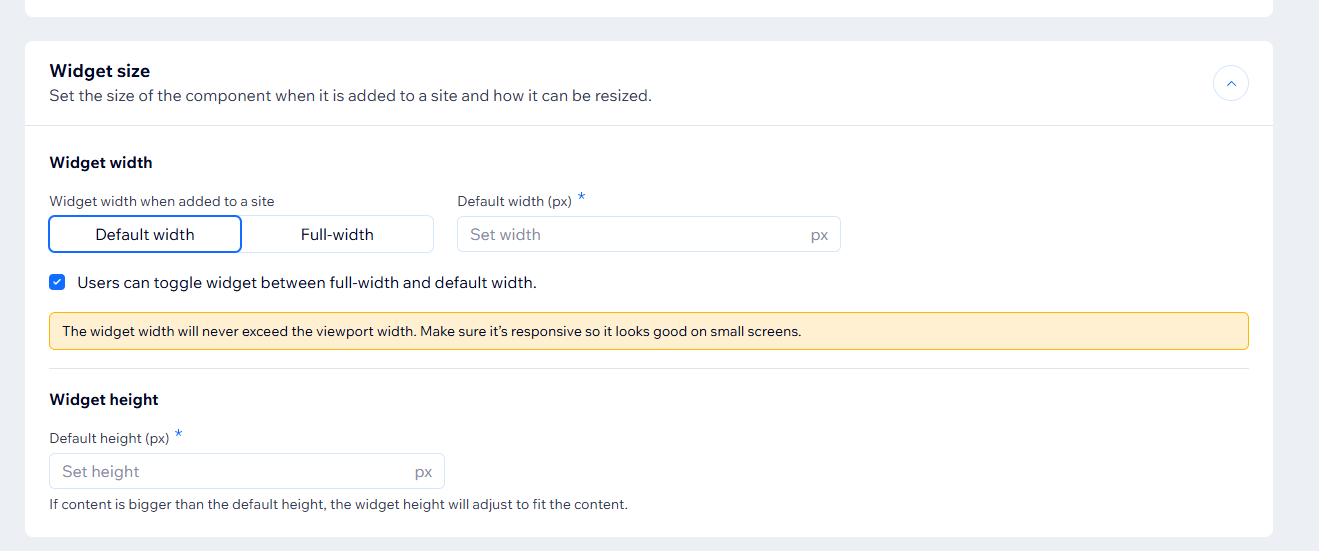 Widget size
Set the size of the component when it is added to a site and how it can be resized.
Widget width
Widget width when added to a site
Default width (px) *
Default width
Full-width
Set width
px
Users can toggle widget between full-width and default width.
The widget width will never exceed the viewport width. Make sure it’s responsive so it looks good on small screens.
Widget height
Default height (px) *
Set height
px
If content is bigger than the default height, the widget height will adjust to fit the content.